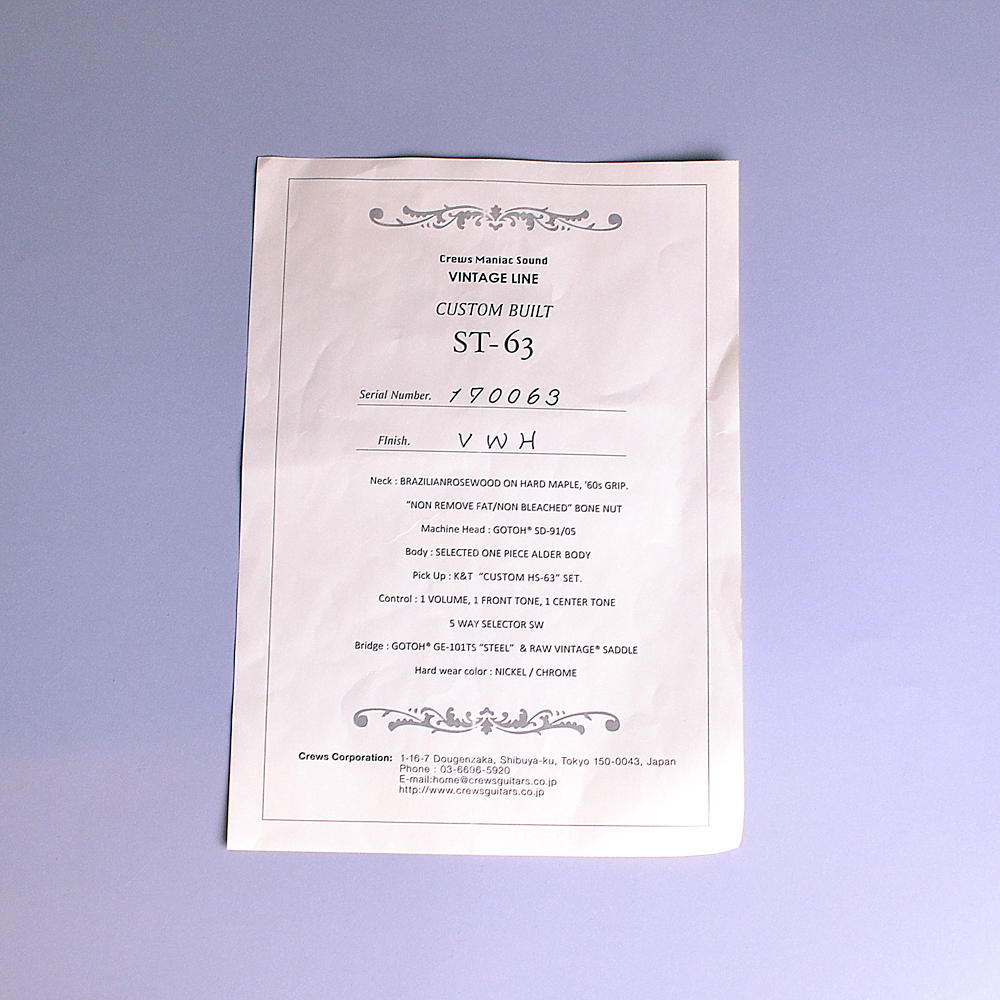 Crews Maniac Sound
VINTAGE LINE
CUSTOM BUILT
ST-63
Serial Number. 170063
FInish. VWH
Neck : BRAZILIANROSEWOOD ON HARD MAPLE, '60s GRIP.
"NON REMOVE FAT/NON BLEACHED" BONE NUT
Machine Head : GOTOH® SD-91/05
Body : SELECTED ONE PIECE ALDER BODY
Pick Up : K&T "CUSTOM HS-63" SET.
Control : 1 VOLUME, 1 FRONT TONE, 1 CENTER TONE
5 WAY SELECTOR SW
Bridge : GOTOH® GE-101TS "STEEL" & RAW VINTAGE® SADDLE
Hard wear color : NICKEL / CHROME
Crews Corporation: 1-16-7 Dougenzaka, Shibuya-ku, Tokyo 150-0043, Japan
Phone : 03-6696-5920
E-mail:home@crewsguitars.co.jp
http://www.crewsguitars.co.jp